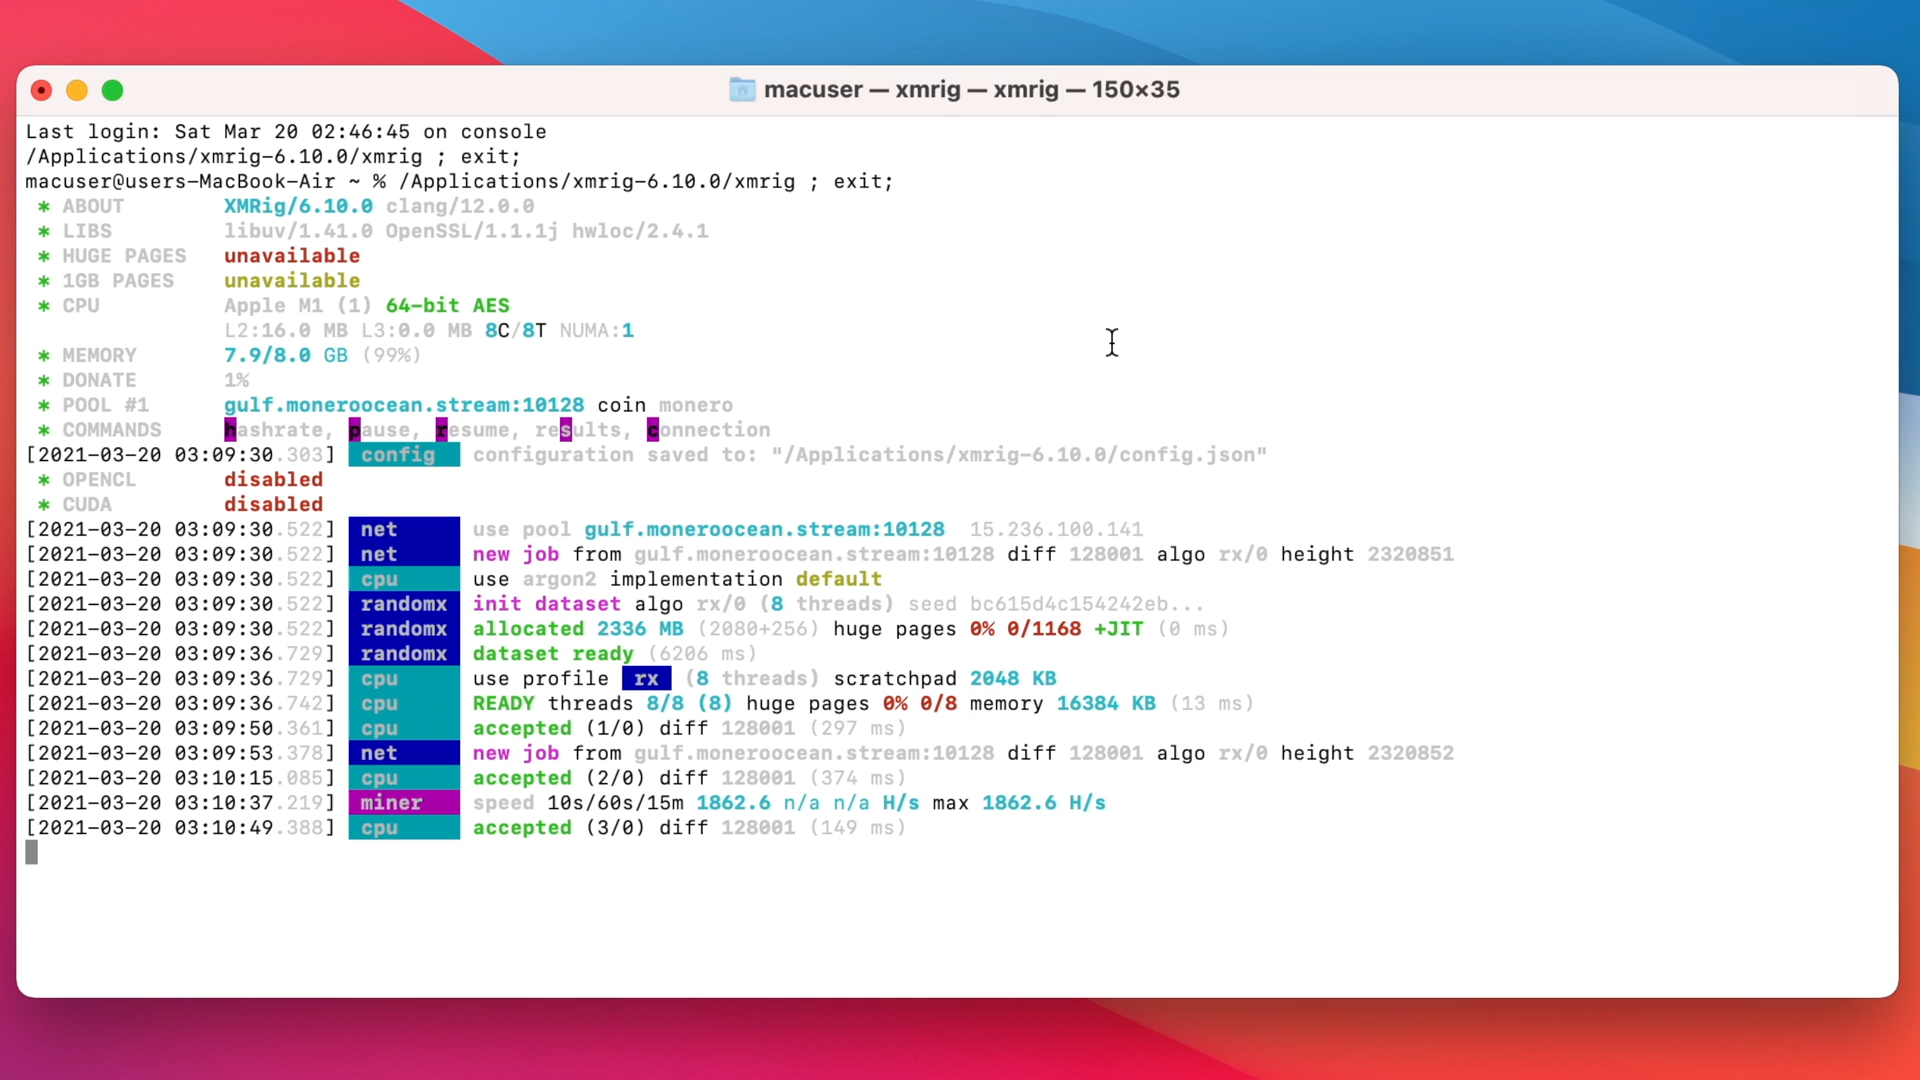 macuser — xmrig — xmrig — 150×35
Last login: Sat Mar 20 02:46:45 on console
/Applications/xmrig-6.10.0/xmrig ; exit;
macuser@users-MacBook-Air ~ % /Applications/xmrig-6.10.0/xmrig ; exit;
* ABOUT XMRig/6.10.0 clang/12.0.0
* LIBS libuv/1.41.0 OpenSSL/1.1.1j hwloc/2.4.1
* HUGE PAGES unavailable
* 1GB PAGES unavailable
* CPU Apple M1 (1) 64-bit AES
L2:16.0 MB L3:0.0 MB 8C/8T NUMA:1
* MEMORY 7.9/8.0 GB (99%)
* DONATE 1%
* POOL #1 gulf.moneroocean.stream:10128 coin monero
* COMMANDS hashrate, pause, resume, results, connection
[2021-03-20 03:09:30.303] config configuration saved to: "/Applications/xmrig-6.10.0/config.json"
* OPENCL disabled
* CUDA disabled
[2021-03-20 03:09:30.522] net use pool gulf.moneroocean.stream:10128 15.236.100.141
[2021-03-20 03:09:30.522] net new job from gulf.moneroocean.stream:10128 diff 128001 algo rx/0 height 2320851
[2021-03-20 03:09:30.522] cpu use argon2 implementation default
[2021-03-20 03:09:30.522] randomx init dataset algo rx/0 (8 threads) seed bc615d4c154242eb...
[2021-03-20 03:09:30.522] randomx allocated 2336 MB (2080+256) huge pages 0% 0/1168 +JIT (0 ms)
[2021-03-20 03:09:36.729] randomx dataset ready (6206 ms)
[2021-03-20 03:09:36.729] cpu use profile rx (8 threads) scratchpad 2048 KB
[2021-03-20 03:09:36.742] cpu READY threads 8/8 (8) huge pages 0% 0/8 memory 16384 KB (13 ms)
[2021-03-20 03:09:50.361] cpu accepted (1/0) diff 128001 (297 ms)
[2021-03-20 03:09:53.378] net new job from gulf.moneroocean.stream:10128 diff 128001 algo rx/0 height 2320852
[2021-03-20 03:10:15.085] cpu accepted (2/0) diff 128001 (374 ms)
[2021-03-20 03:10:37.219] miner speed 10s/60s/15m 1862.6 n/a n/a H/s max 1862.6 H/s
[2021-03-20 03:10:49.388] cpu accepted (3/0) diff 128001 (149 ms)